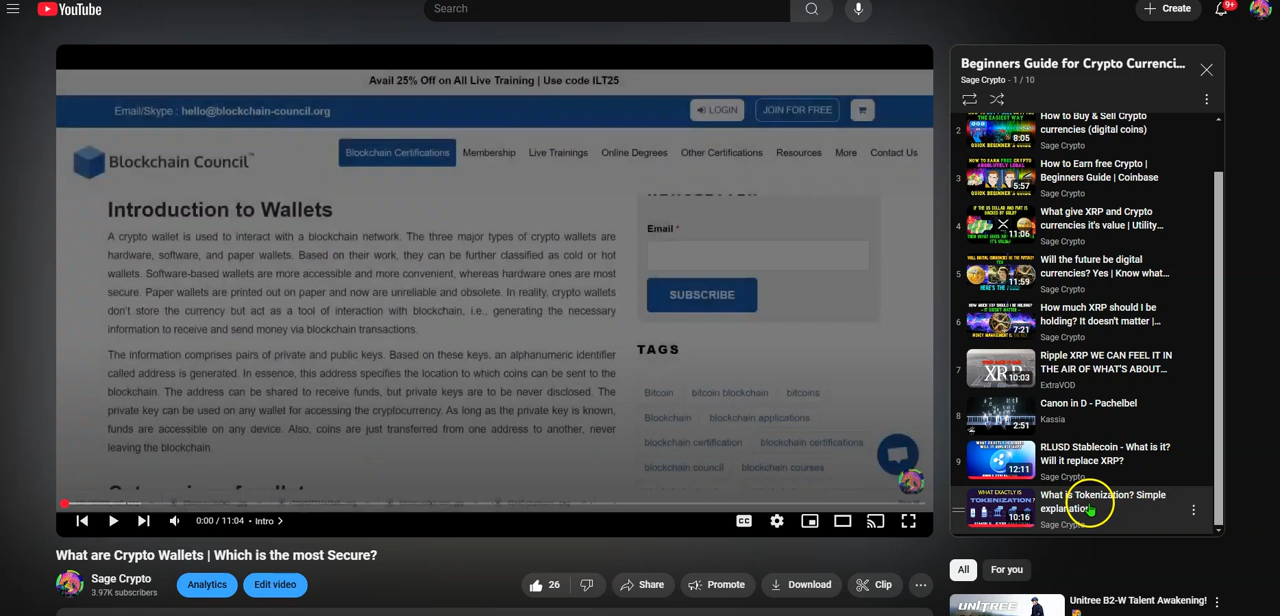 YouTube
Search
Create
9+
Avail 25% Off on All Live Training | Use code ILT25
Email/Skype : hello@blockchain-council.org
LOGIN
JOIN FOR FREE
Blockchain Council™
Blockchain Certifications
Membership
Live Trainings
Online Degrees
Other Certifications
Resources
More
Contact Us
Introduction to Wallets
A crypto wallet is used to interact with a blockchain network. The three major types of crypto wallets are
hardware, software, and paper wallets. Based on their work, they can be further classified as cold or hot
wallets. Software-based wallets are more accessible and more convenient, whereas hardware ones are most
secure. Paper wallets are printed out on paper and now are unreliable and obsolete. In reality, crypto wallets
don't store the currency but act as a tool of interaction with blockchain, i.e., generating the necessary
information to receive and send money via blockchain transactions.
The information comprises pairs of private and public keys. Based on these keys, an alphanumeric identifier
called address is generated. In essence, this address specifies the location to which coins can be sent to the
blockchain. The address can be shared to receive funds, but private keys are to be never disclosed. The
private key can be used on any wallet for accessing the cryptocurrency. As long as the private key is known,
funds are accessible on any device. Also, coins are just transferred from one address to another, never
leaving the blockchain.
Email *
SUBSCRIBE
TAGS
Bitcoin
bitcoin blockchain
bitcoins
Blockchain
blockchain applications
blockchain certification
blockchain certifications
blockchain council
blockchain courses
0:00 / 11:04 • Intro
What are Crypto Wallets | Which is the most Secure?
Sage Crypto
3.97K subscribers
Analytics
Edit video
26
Share
Promote
Download
Clip
Beginners Guide for Crypto Currenci...
Sage Crypto - 1 / 10
2
8:05
How to Buy & Sell Crypto
currencies (digital coins)
Sage Crypto
3
5:57
How to Earn free Crypto |
Beginners Guide | Coinbase
Sage Crypto
4
11:06
What give XRP and Crypto
currencies it's value | Utility...
Sage Crypto
5
11:59
Will the future be digital
currencies? Yes | Know what...
Sage Crypto
6
7:21
How much XRP should I be
holding? It doesn't matter |...
Sage Crypto
7
XRP
10:03
Ripple XRP WE CAN FEEL IT IN
THE AIR OF WHAT'S ABOUT...
ExtraVOD
8
2:51
Canon in D - Pachelbel
Kassia
9
12:11
RLUSD Stablecoin - What is it?
Will it replace XRP?
Sage Crypto
WHAT EXACTLY IS
TOKENIZATION?
10:16
What is Tokenization? Simple
explanation
Sage Crypto
All
For you
UNITREE
Unitree B2-W Talent Awakening!